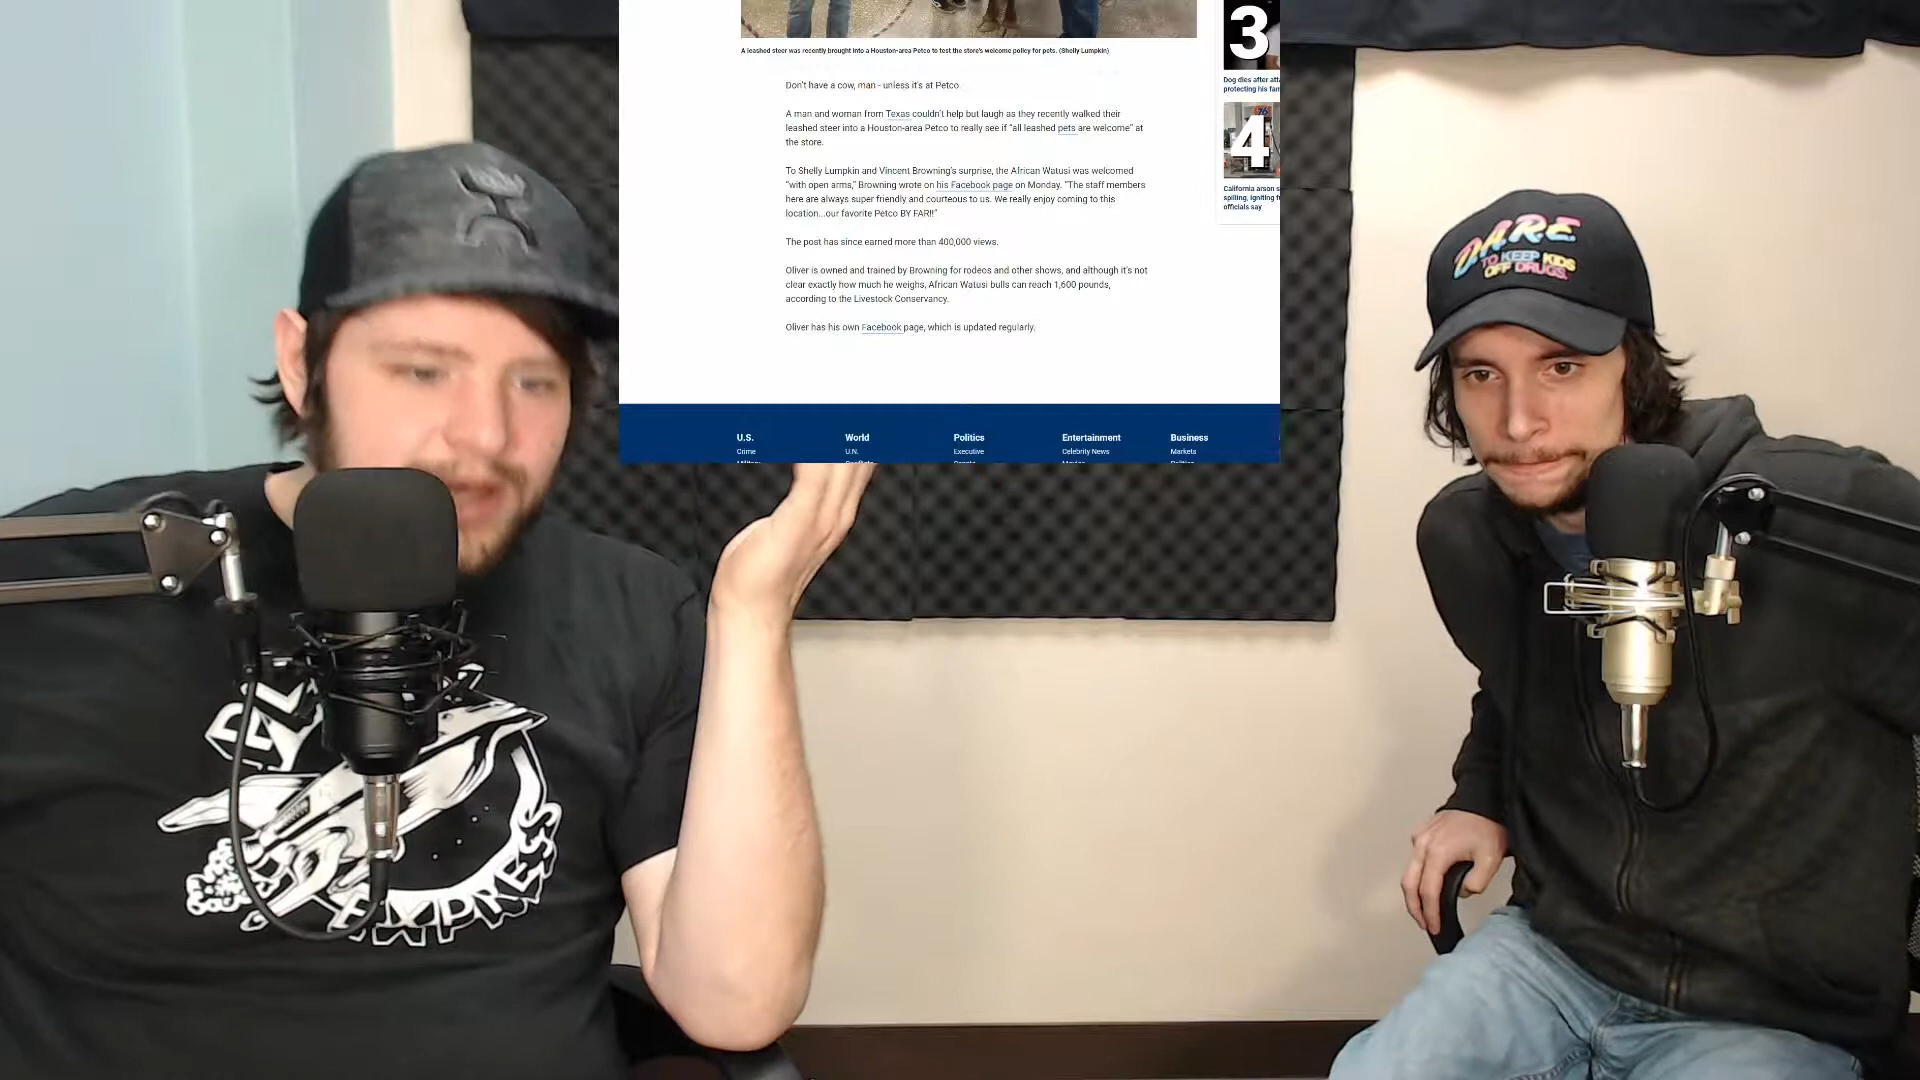 A leashed steer was recently brought into a Houston-area Petco to test the store's welcome policy for pets. (Shelly Lumpkin)
Don't have a cow, man - unless it's at Petco.
A man and woman from Texas couldn't help but laugh as they recently walked their
leashed steer into a Houston-area Petco to really see if "all leashed pets are welcome" at
the store.
To Shelly Lumpkin and Vincent Browning's surprise, the African Watusi was welcomed
"with open arms," Browning wrote on his Facebook page on Monday. "The staff members
here are always super friendly and courteous to us. We really enjoy coming to this
location...our favorite Petco BY FAR!!"
The post has since earned more than 400,000 views.
Oliver is owned and trained by Browning for rodeos and other shows, and although it's not
clear exactly how much he weighs, African Watusi bulls can reach 1,600 pounds,
according to the Livestock Conservancy.
Oliver has his own Facebook page, which is updated regularly.
3
Dog dies after
protecting his
4
California arson
spilling, igniting
officials say
U.S. World Politics Entertainment Business
Crime U.N. Executive Celebrity News Markets
D.A.R.E.
TO KEEP KIDS
OFF DRUGS.
EXPRESS